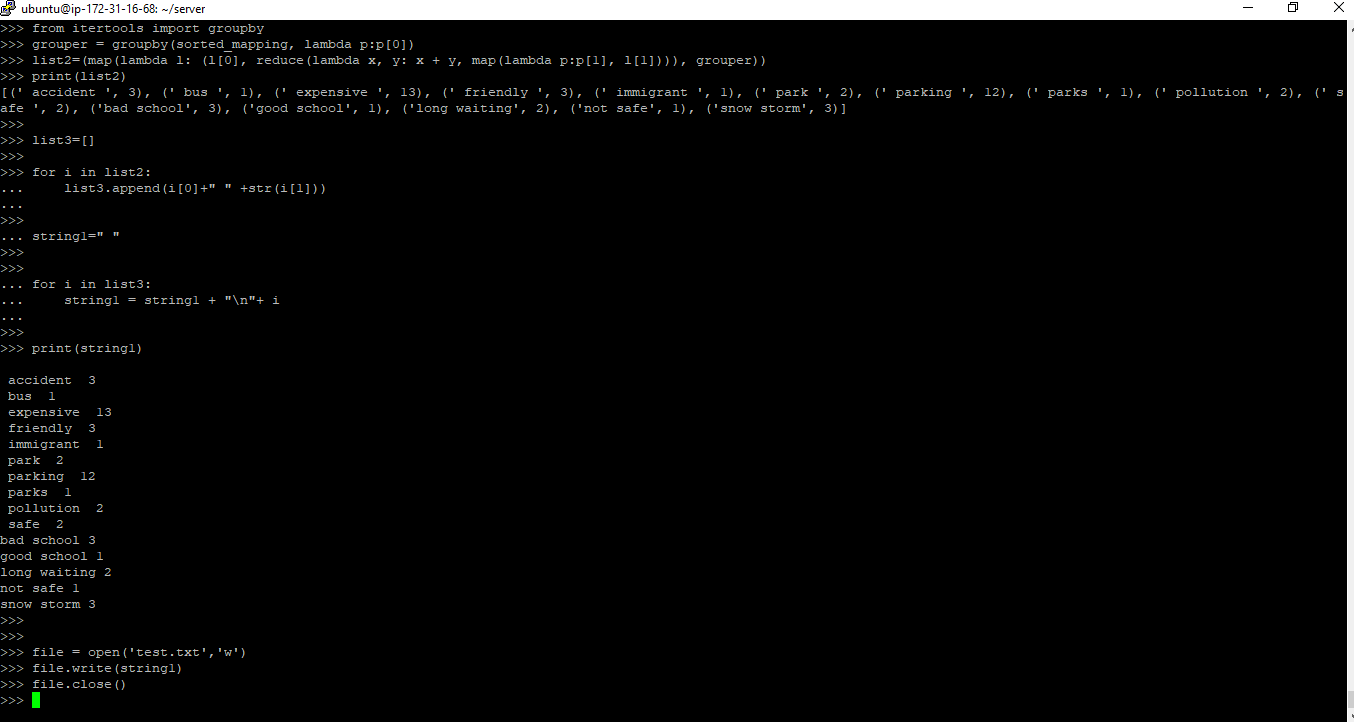 ubuntu@ip-172-31-16-68: ~/server
>>> from itertools import groupby
>>> grouper = groupby(sorted_mapping, lambda p:p[0])
>>> list2=(map(lambda l: (l[0], reduce(lambda x, y: x + y, map(lambda p:p[1], l[1]))), grouper))
>>> print(list2)
[(' accident ', 3), (' bus ', 1), (' expensive ', 13), (' friendly ', 3), (' immigrant ', 1), (' park ', 2), (' parking ', 12), (' parks ', 1), (' pollution ', 2), (' s
afe ', 2), ('bad school', 3), ('good school', 1), ('long waiting', 2), ('not safe', 1), ('snow storm', 3)]
>>>
>>> list3=[]
>>>
>>> for i in list2:
...     list3.append(i[0]+" " +str(i[1]))
...
>>>
... string1=" "
>>>
>>>
... for i in list3:
...     string1 = string1 + "\n"+ i
...
>>>
>>> print(string1)

 accident  3
 bus  1
 expensive  13
 friendly  3
 immigrant  1
 park  2
 parking  12
 parks  1
 pollution  2
 safe  2
bad school 3
good school 1
long waiting 2
not safe 1
snow storm 3
>>>
>>>
>>> file = open('test.txt','w')
>>> file.write(string1)
>>> file.close()
>>>